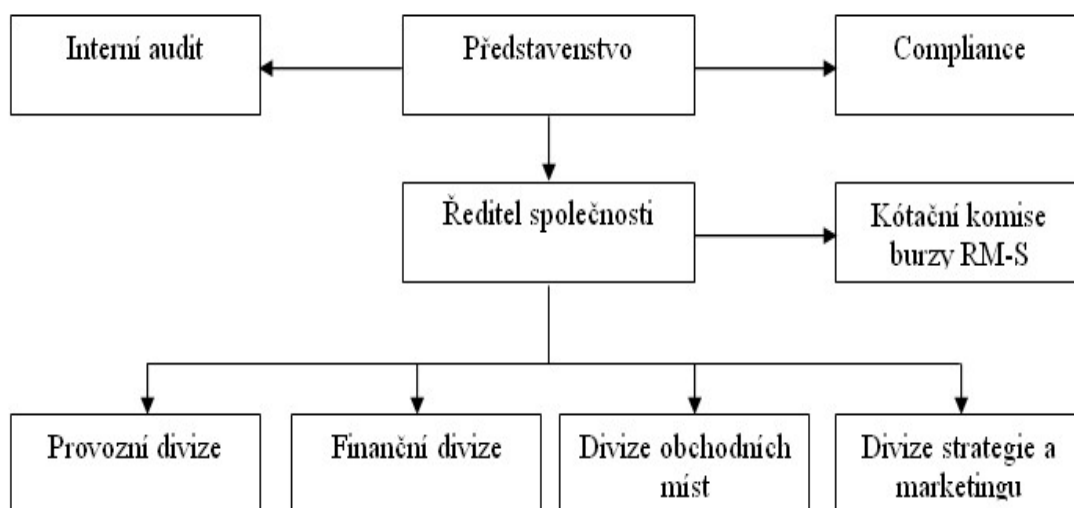 Interní audit
Představenstvo
Compliance
Ředitel společnosti
Kótační komise
burzy RM-S
Provozní divize
Finanční divize
Divize obchodních
míst
Divize strategie a
marketingu